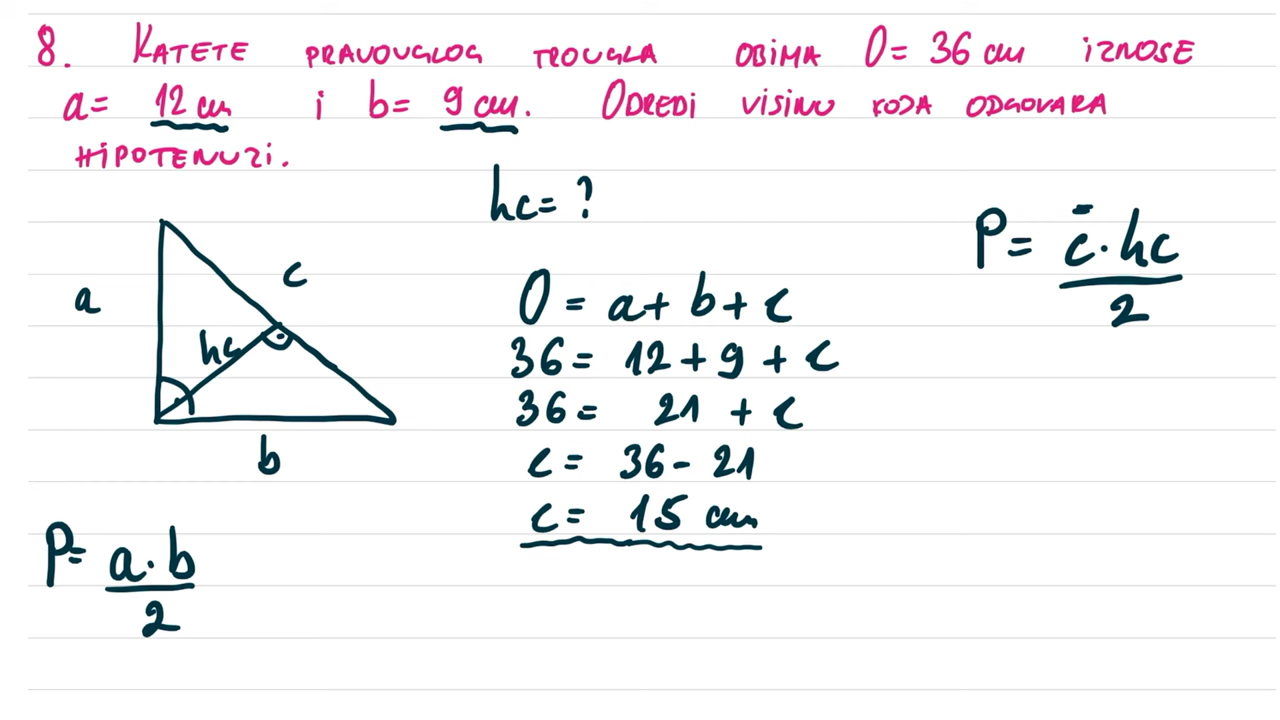 8. KATETE PRAVOUGLOG TROUGLA OBIMA O= 36 cm iZNOSE
a= 12 cm i b= 9 cm. ODREDi VISINU KOJA ODGOVARA
HiPOTENUZi.
hc= ?
P= c·hc/2
a
c
hc
b
O = a+ b + c
36 = 12 + 9 + c
36 = 21 + c
c = 36 - 21
c = 15 cm
P= a·b/2